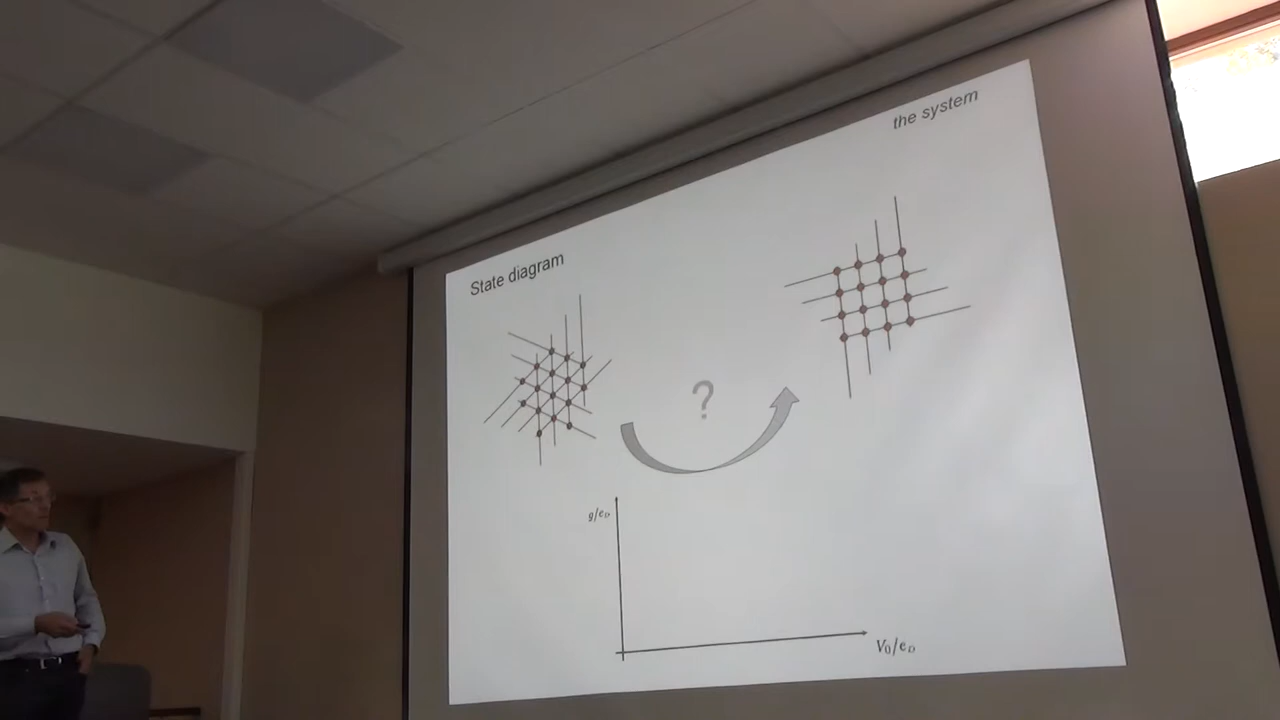 the system
State diagram
?
g/e_D
V_0/e_D